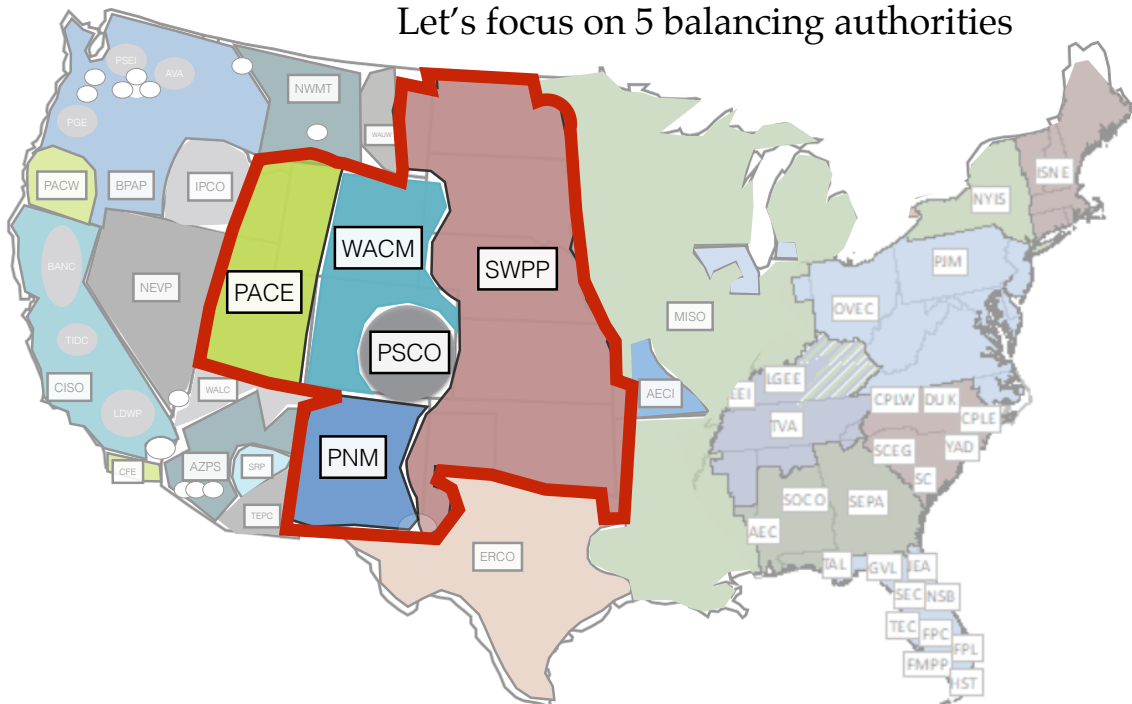 Let's focus on 5 balancing authorities
PSEI
AVA
NWMT
PGE
WAUW
PACW
BPAP
IPCO
ISNE
NYIS
WACM
BANC
SWPP
PJM
NEVP
PACE
OVEC
MISO
TIDC
PSCO
CISO
WALC
LGEE
AECI
EEI
CPLW
DUK
LDWP
CPLE
TVA
SCEG
YAD
PNM
AZPS
SRP
CFE
SC
SOCO
SEPA
TEPC
AEC
ERCO
TAL
GVL
JEA
SEC
NSB
TEC
FPC
FPL
FMPP
HST